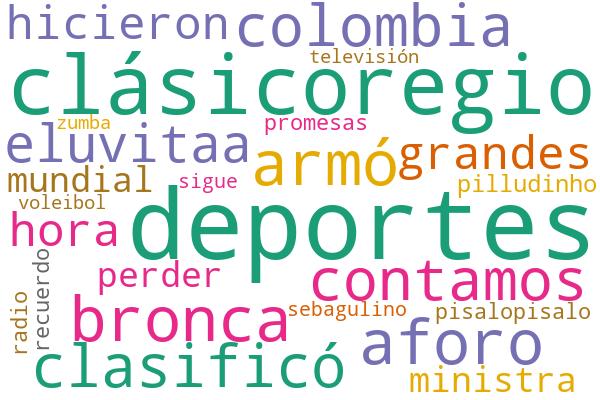 hicieron colombia
televisión
clásicoregio
zumba promesas
eluvitaa armó grandes
mundial sigue pilludinho
voleibol deportes
hora
perder contamos
radio recuerdo bronca sebagulino pisalopisalo
clasificó aforo
ministra